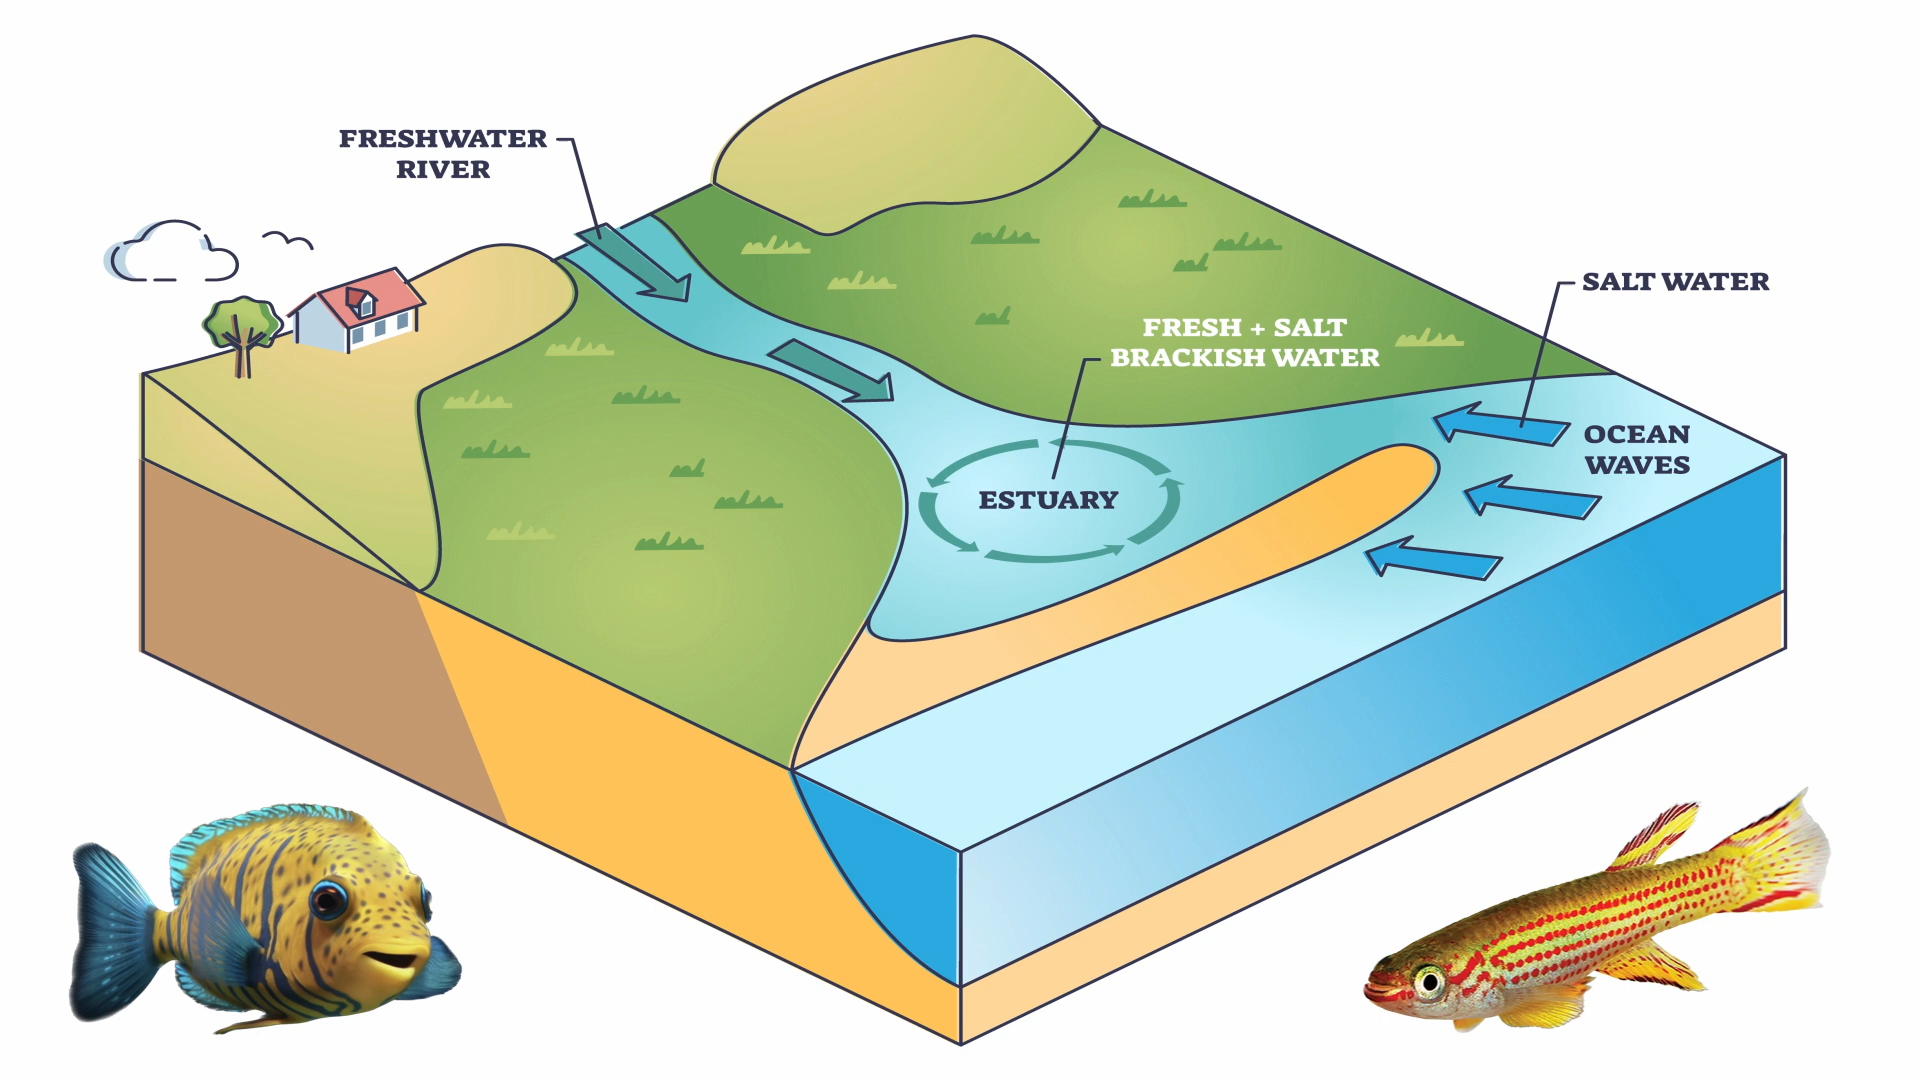 FRESHWATER
RIVER
SALT WATER
FRESH + SALT
BRACKISH WATER
OCEAN
WAVES
ESTUARY